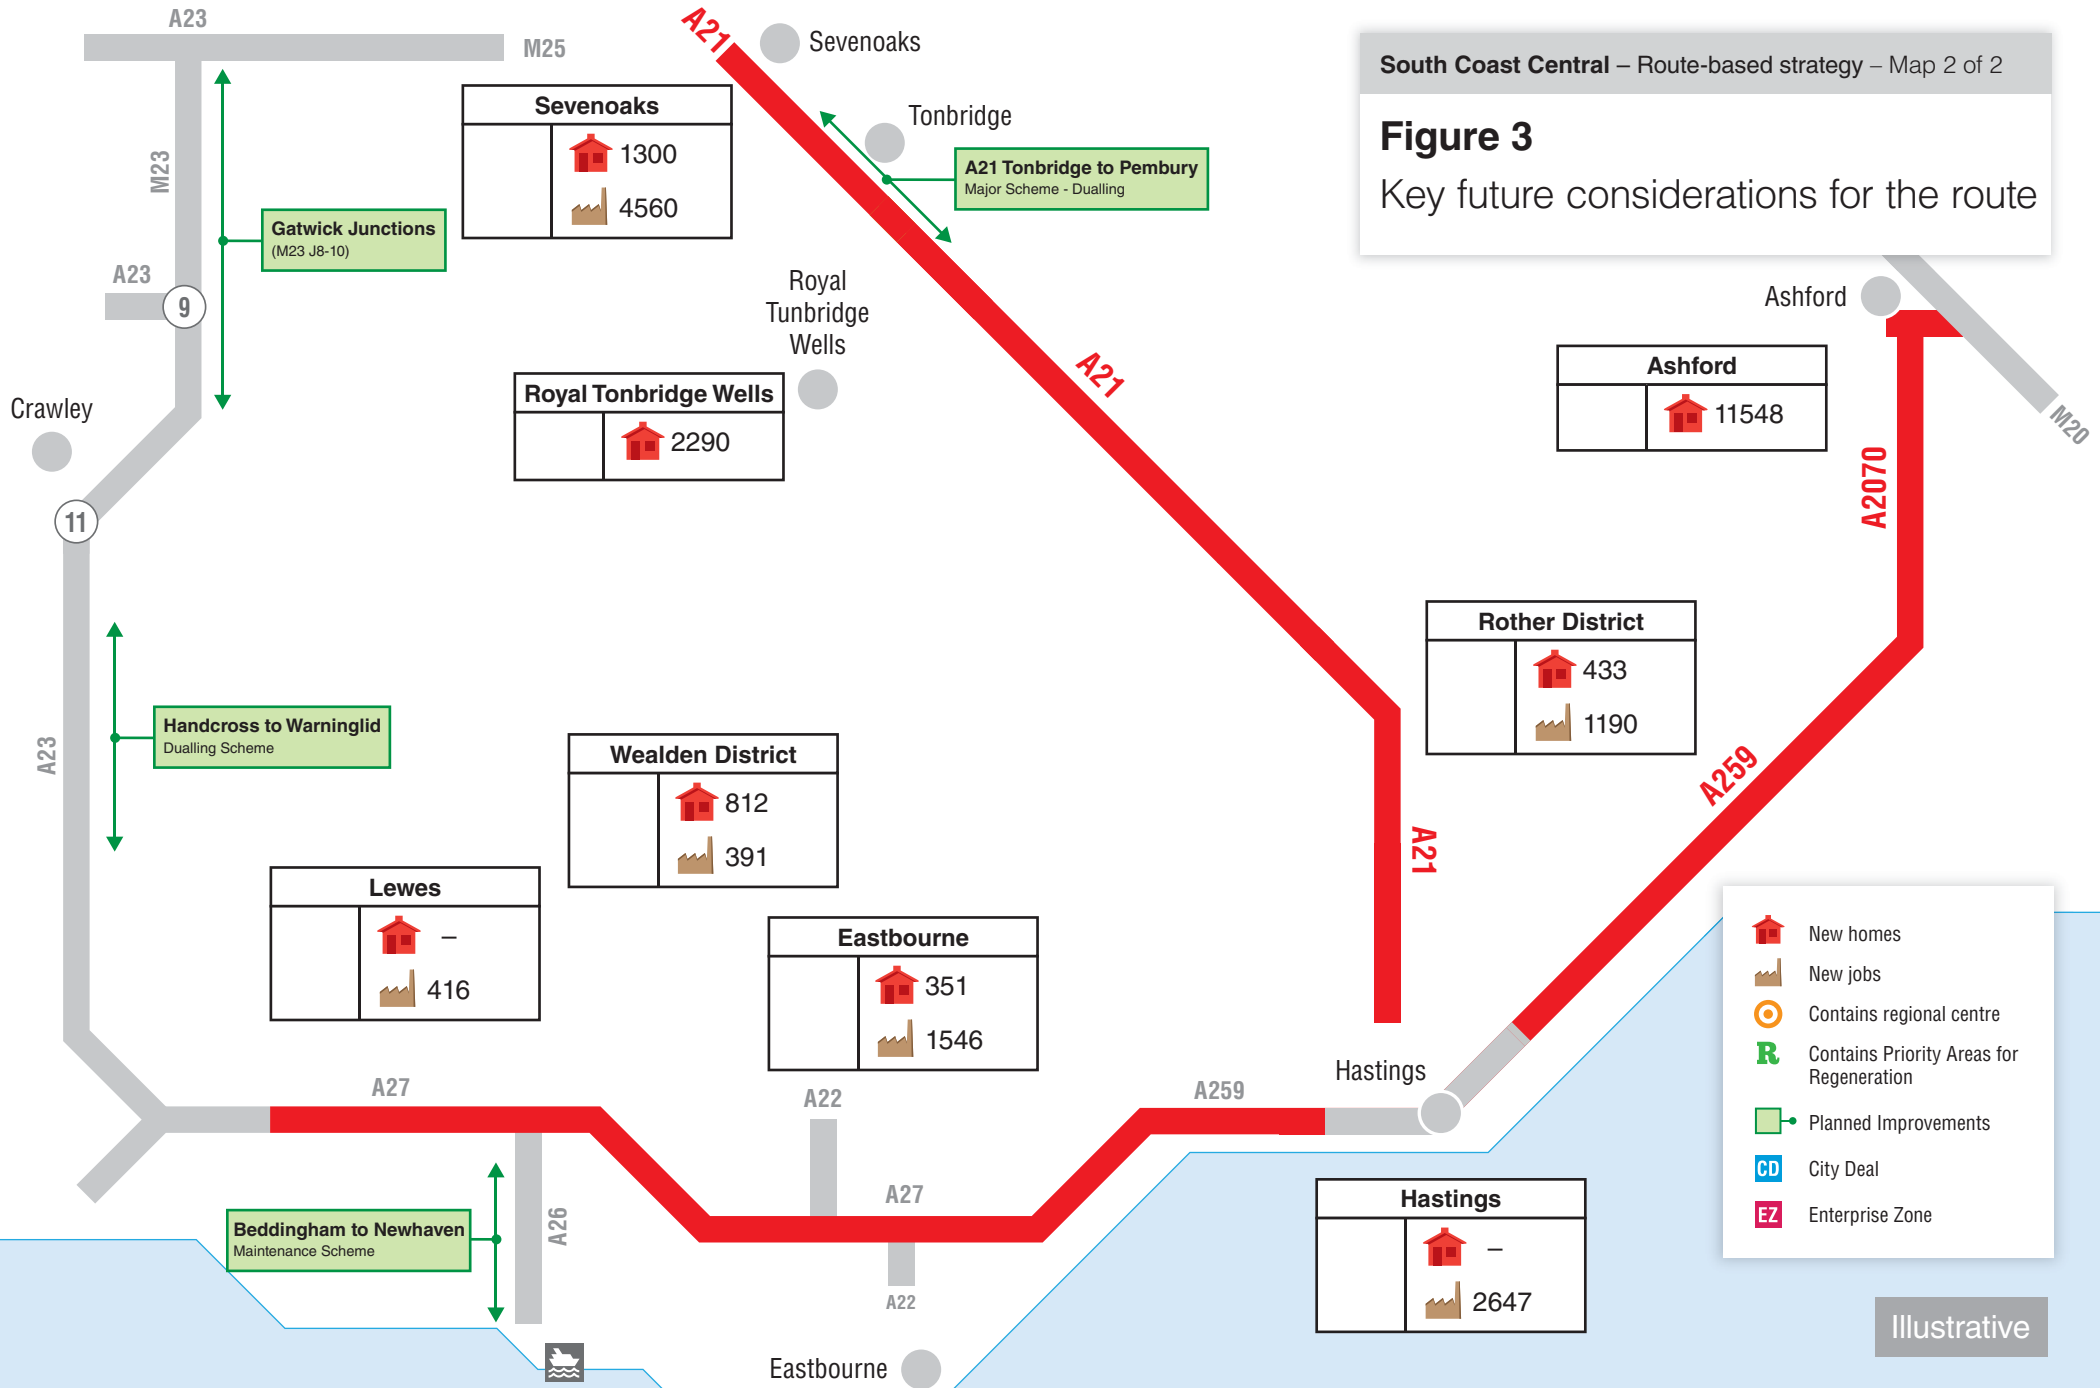 A23
M25
A21
Sevenoaks
South Coast Central – Route-based strategy – Map 2 of 2
Figure 3
Key future considerations for the route
Sevenoaks
1300
4560
Tonbridge
A21 Tonbridge to Pembury
Major Scheme - Dualling
M23
Gatwick Junctions
(M23 J8-10)
A23
9
Royal
Tunbridge
Wells
Ashford
Royal Tonbridge Wells
2290
A21
Ashford
11548
M20
Crawley
11
A2070
Rother District
433
1190
Handcross to Warninglid
Dualling Scheme
A23
Wealden District
812
391
A259
A21
Lewes
–
416
Eastbourne
351
1546
New homes
New jobs
Contains regional centre
R
Contains Priority Areas for
Regeneration
Planned Improvements
CD
City Deal
EZ
Enterprise Zone
A27
A22
A259
Hastings
A27
A26
Beddingham to Newhaven
Maintenance Scheme
A22
Hastings
–
2647
Eastbourne
Illustrative